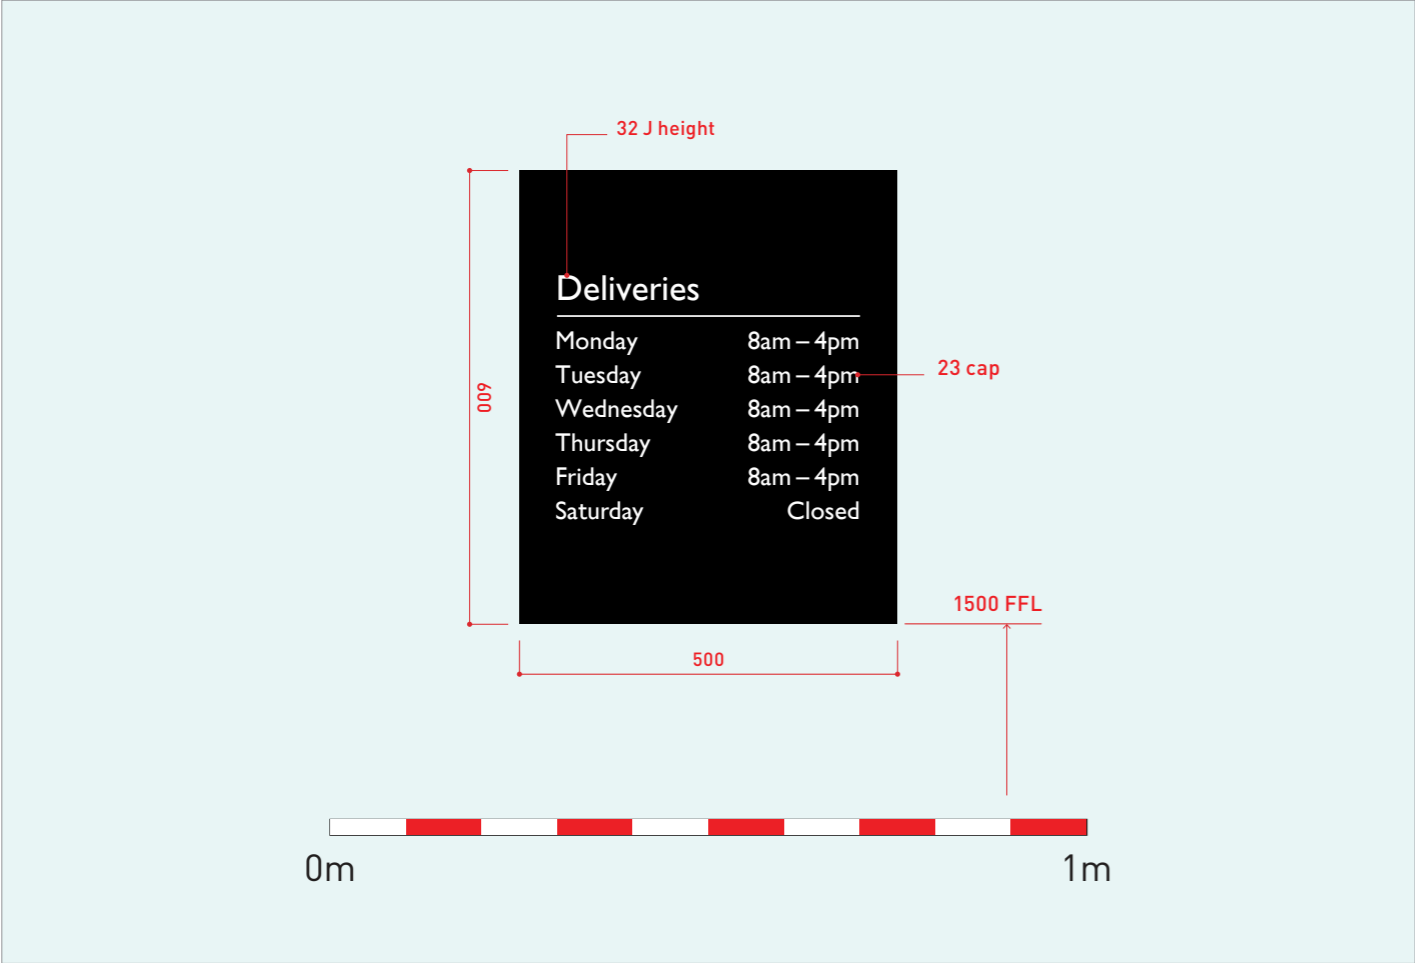 32 J height
Deliveries
Monday 8am – 4pm
Tuesday 8am – 4pm
23 cap
Wednesday 8am – 4pm
600
Thursday 8am – 4pm
Friday 8am – 4pm
Saturday Closed
1500 FFL
500
0m 1m